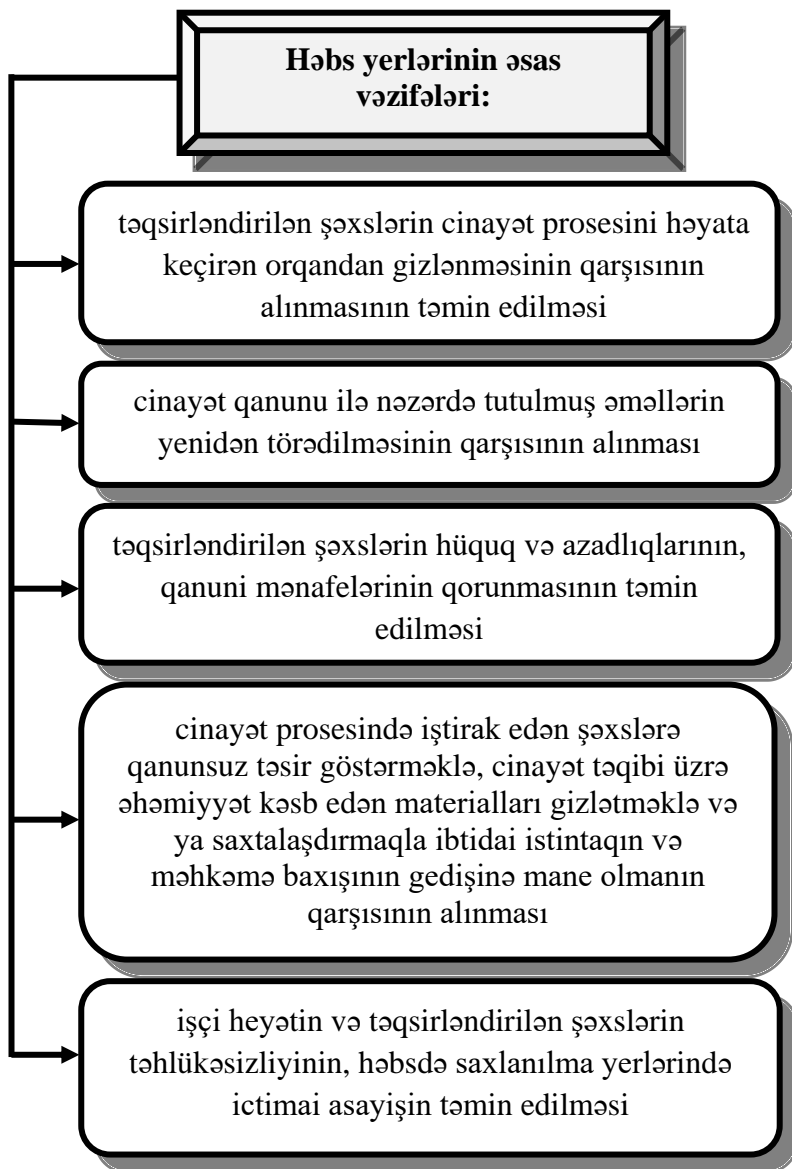 Həbs yerlərinin əsas
vəzifələri:
təqsirləndirilən şəxslərin cinayət prosesini həyata
keçirən orqandan gizlənməsinin qarşısının
alınmasının təmin edilməsi
cinayət qanunu ilə nəzərdə tutulmuş əməllərin
yenidən törədilməsinin qarşısının alınması
təqsirləndirilən şəxslərin hüquq və azadlıqlarının,
qanuni mənafelərinin qorunmasının təmin
edilməsi
cinayət prosesində iştirak edən şəxslərə
qanunsuz təsir göstərməklə, cinayət təqibi üzrə
əhəmiyyət kəsb edən materialları gizlətməklə və
ya saxtalaşdırmaqla ibtidai istintaqın və
məhkəmə baxışının gedişinə mane olmanın
qarşısının alınması
işçi heyətin və təqsirləndirilən şəxslərin
təhlükəsizliyinin, həbsdə saxlanılma yerlərində
ictimai asayişin təmin edilməsi